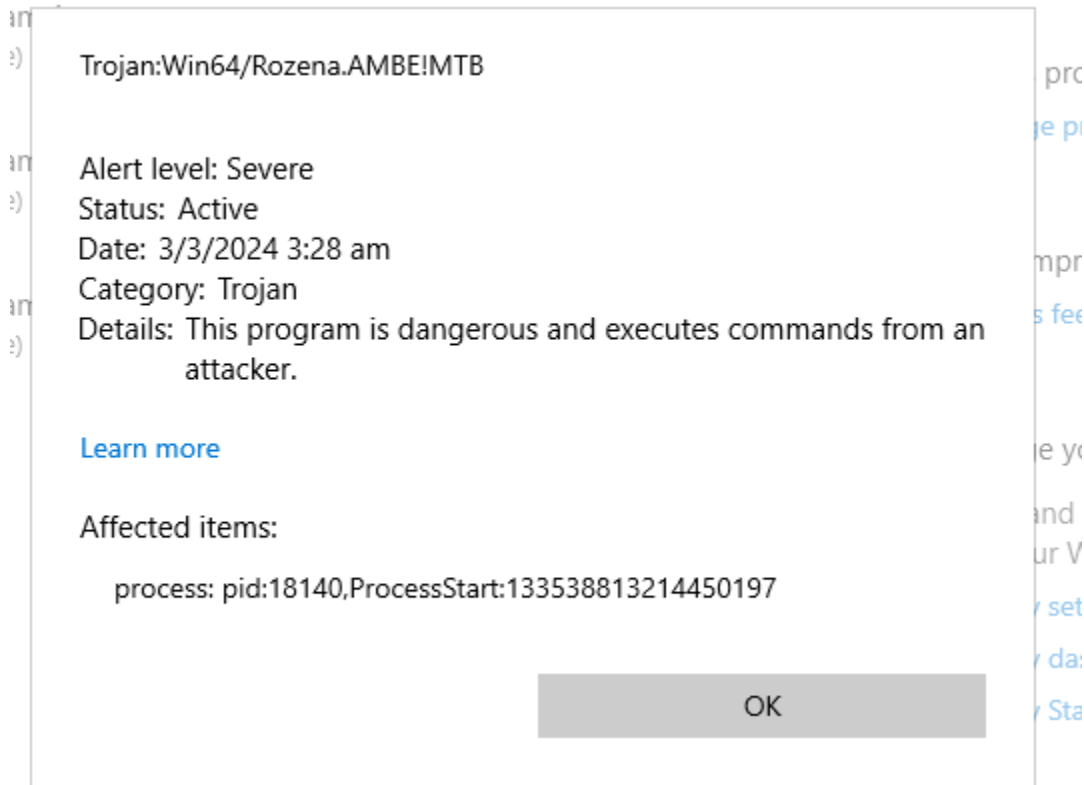 Trojan:Win64/Rozena.AMBE!MTB
Alert level: Severe
Status: Active
Date: 3/3/2024 3:28 am
Category: Trojan
Details: This program is dangerous and executes commands from an
attacker.
Learn more
Affected items:
process: pid:18140,ProcessStart:133538813214450197
OK